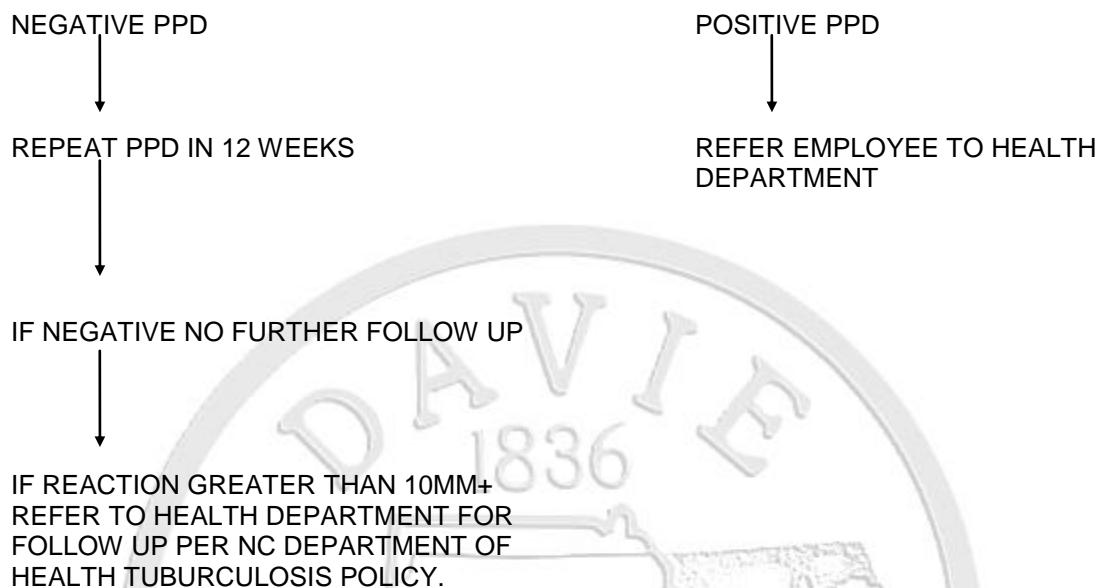 NEGATIVE PPD
POSITIVE PPD
REPEAT PPD IN 12 WEEKS
REFER EMPLOYEE TO HEALTH
DEPARTMENT
IF NEGATIVE NO FURTHER FOLLOW UP
IF REACTION GREATER THAN 10MM+
REFER TO HEALTH DEPARTMENT FOR
FOLLOW UP PER NC DEPARTMENT OF
HEALTH TUBURCULOSIS POLICY.
DAVIE
1836